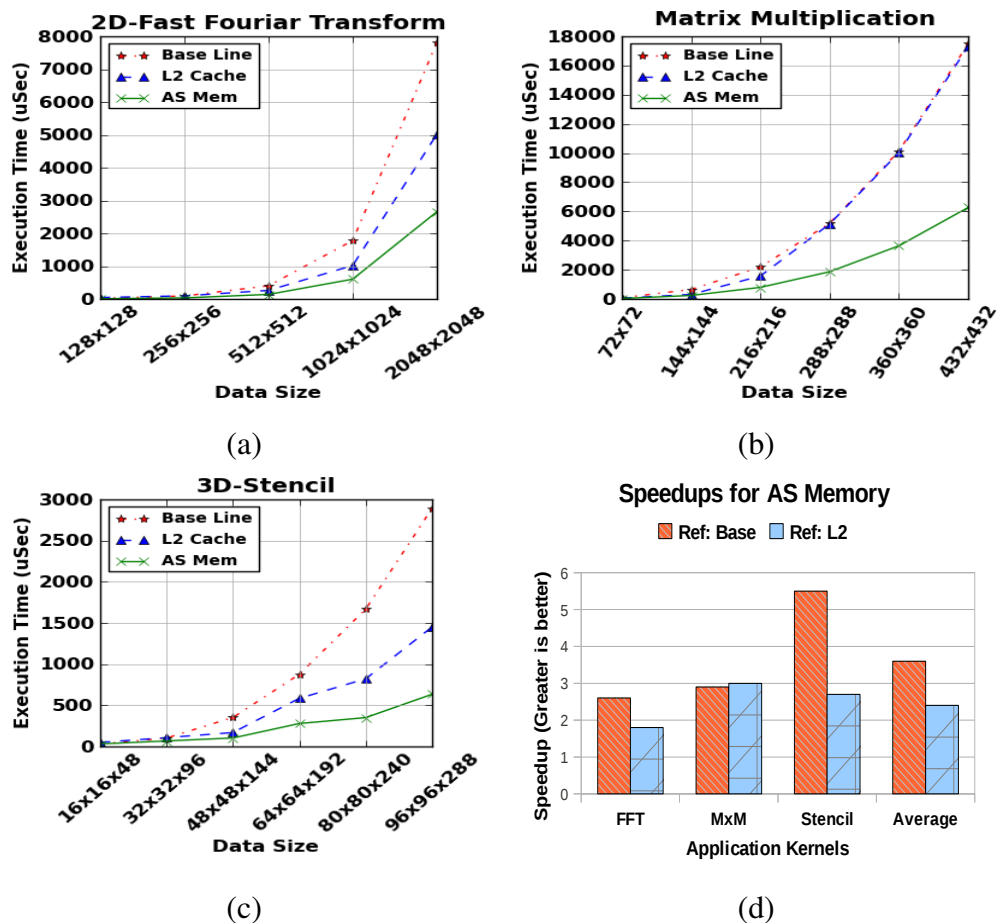 2D-Fast Fouriar Transform
8000
7000
6000
5000
4000
3000
2000
1000
0
Execution Time (uSec)
Base Line
L2 Cache
AS Mem
128x128
256x256
512x512
1024x1024
2048x2048
Data Size
(a)
Matrix Multiplication
18000
16000
14000
12000
10000
8000
6000
4000
2000
0
Execution Time (uSec)
Base Line
L2 Cache
AS Mem
72x72
144x144
216x216
288x288
360x360
432x432
Data Size
(b)
3D-Stencil
3000
2500
2000
1500
1000
500
0
Execution Time (uSec)
Base Line
L2 Cache
AS Mem
16x16x48
32x32x96
48x48x144
64x64x192
80x80x240
96x96x288
Data Size
(c)
Speedups for AS Memory
Ref: Base
Ref: L2
6
5
4
3
2
1
0
Speedup (Greater is better)
FFT
MxM
Stencil
Average
Application Kernels
(d)